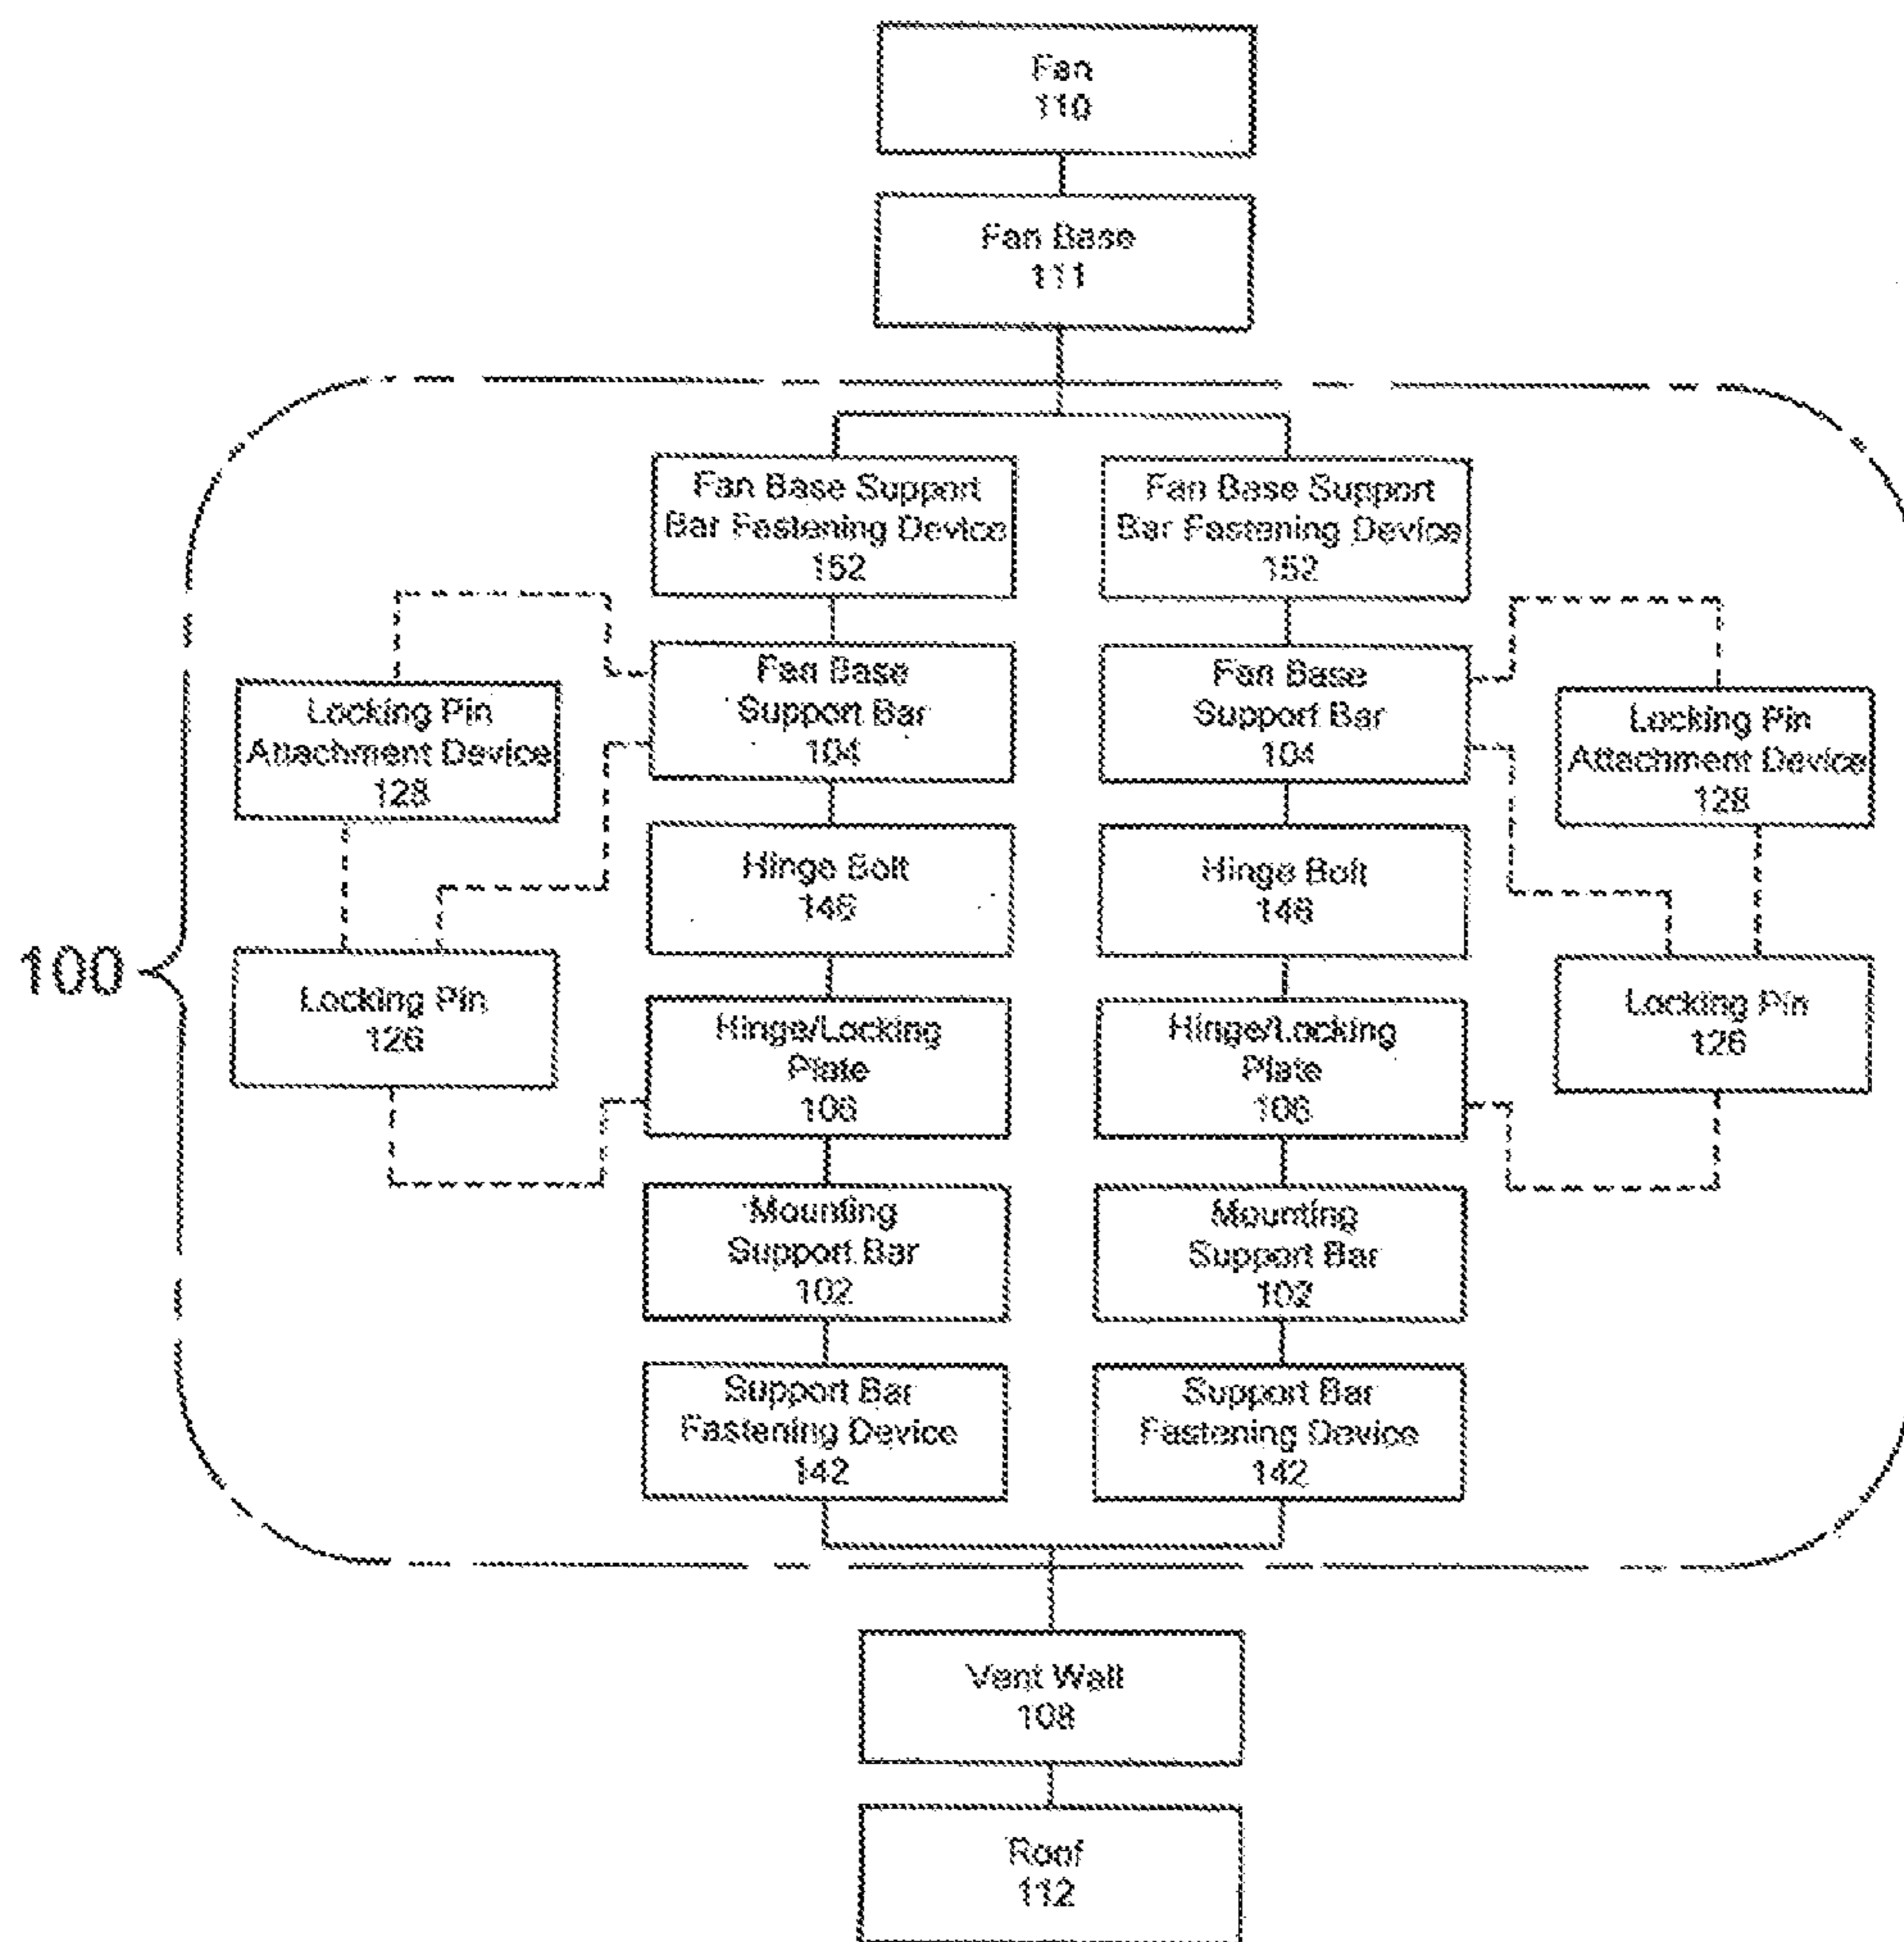 Fan
110
Fan Base
111
Fan Base Support
Bar Fastening Device
152
Fan Base Support
Bar Fastening Device
152
Fan Base
Support Bar
104
Fan Base
Support Bar
104
Locking Pin
Attachment Device
128
Locking Pin
Attachment Device
128
Hinge Bolt
146
Hinge Bolt
146
100
Locking Pin
126
Hinge/Locking
Plate
106
Hinge/Locking
Plate
106
Locking Pin
126
Mounting
Support Bar
102
Mounting
Support Bar
102
Support Bar
Fastening Device
142
Support Bar
Fastening Device
142
Vent Wall
108
Roof
112